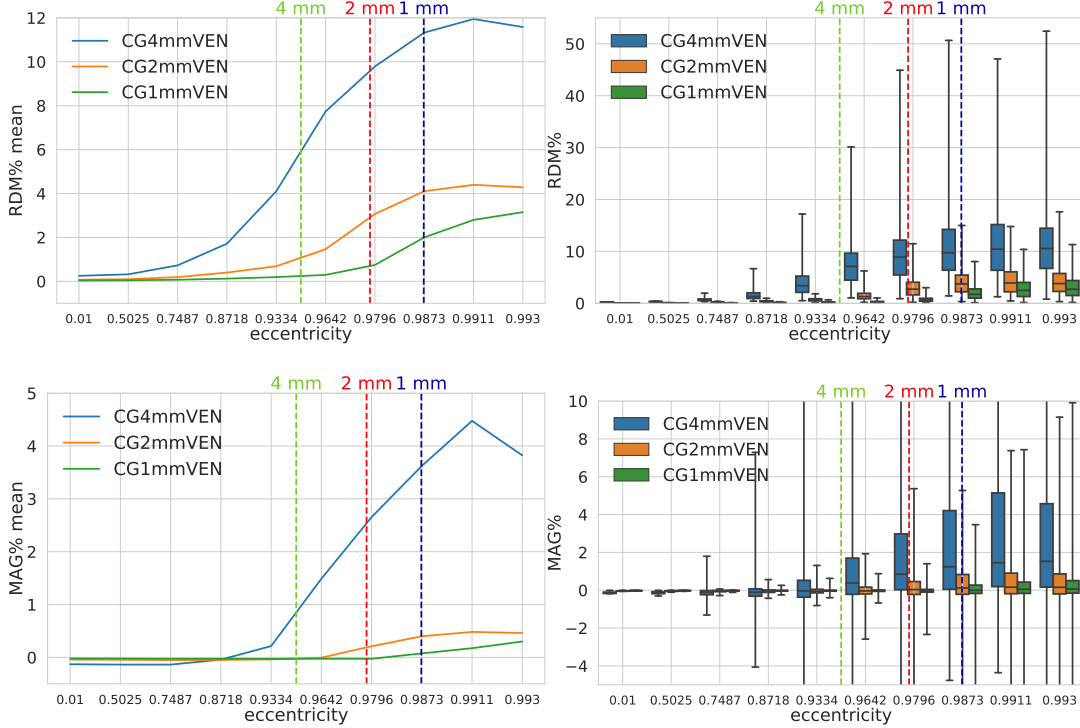 4 mm 2 mm 1 mm
12
10
8
6
4
2
0
RDM% mean
CG4mmVEN
CG2mmVEN
CG1mmVEN
0.01 0.5025 0.7487 0.8718 0.9334 0.9642 0.9796 0.9873 0.9911 0.993
eccentricity
4 mm 2 mm 1 mm
50
40
30
20
10
0
RDM%
CG4mmVEN
CG2mmVEN
CG1mmVEN
0.01 0.5025 0.7487 0.8718 0.9334 0.9642 0.9796 0.9873 0.9911 0.993
eccentricity
4 mm 2 mm 1 mm
5
4
3
2
1
0
MAG% mean
CG4mmVEN
CG2mmVEN
CG1mmVEN
0.01 0.5025 0.7487 0.8718 0.9334 0.9642 0.9796 0.9873 0.9911 0.993
eccentricity
4 mm 2 mm 1 mm
10
8
6
4
2
0
−2
−4
MAG%
CG4mmVEN
CG2mmVEN
CG1mmVEN
0.01 0.5025 0.7487 0.8718 0.9334 0.9642 0.9796 0.9873 0.9911 0.993
eccentricity